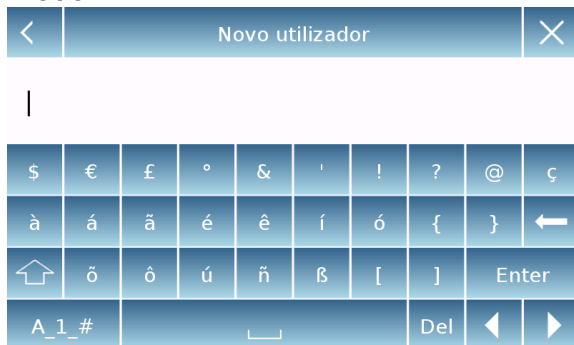 Novo utilizador
$ € £ ° & ' ! ? @ ç
à á ã é ê í ó { }
õ ô ú ñ ß [ ] Enter
A_1_# Del